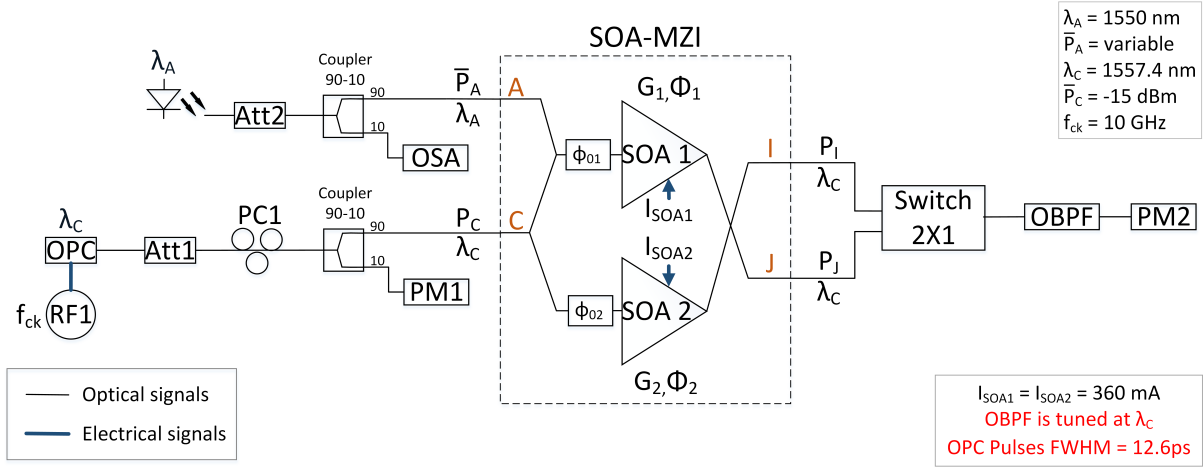 SOA-MZI
λA = 1550 nm
P̅A = variable
λC = 1557.4 nm
P̅C = -15 dBm
fck = 10 GHz
λA
Att2
Coupler
90-10
90
10
OSA
P̅A
λA
A
G1,Φ1
ϕ01
SOA 1
ISOA1
I
PI
λC
λC
OPC
fck
RF1
Att1
PC1
Coupler
90-10
90
10
PM1
PC
λC
C
ISOA2
ϕ02
SOA 2
G2,Φ2
J
PJ
λC
Switch
2X1
OBPF
PM2
Optical signals
Electrical signals
ISOA1 = ISOA2 = 360 mA
OBPF is tuned at λC
OPC Pulses FWHM = 12.6ps